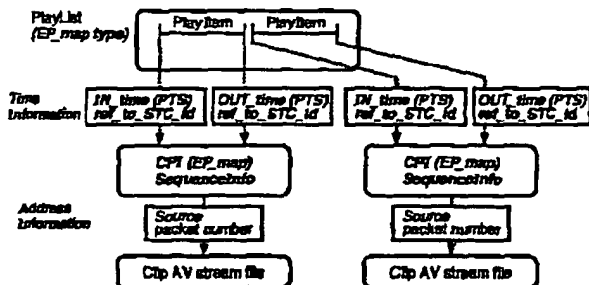 PlayList
(EP_map type)
PlayItem PlayItem
Time
Information
IN_time (PTS)
ref_to_STC_id
OUT_time (PTS)
ref_to_STC_id
IN_time (PTS)
ref_to_STC_id
OUT_time (PTS)
ref_to_STC_id
CPI (EP_map)
SequenceInfo
CPI (EP_map)
SequenceInfo
Address
Information
Source
packet number
Source
packet number
Clip AV stream file
Clip AV stream file